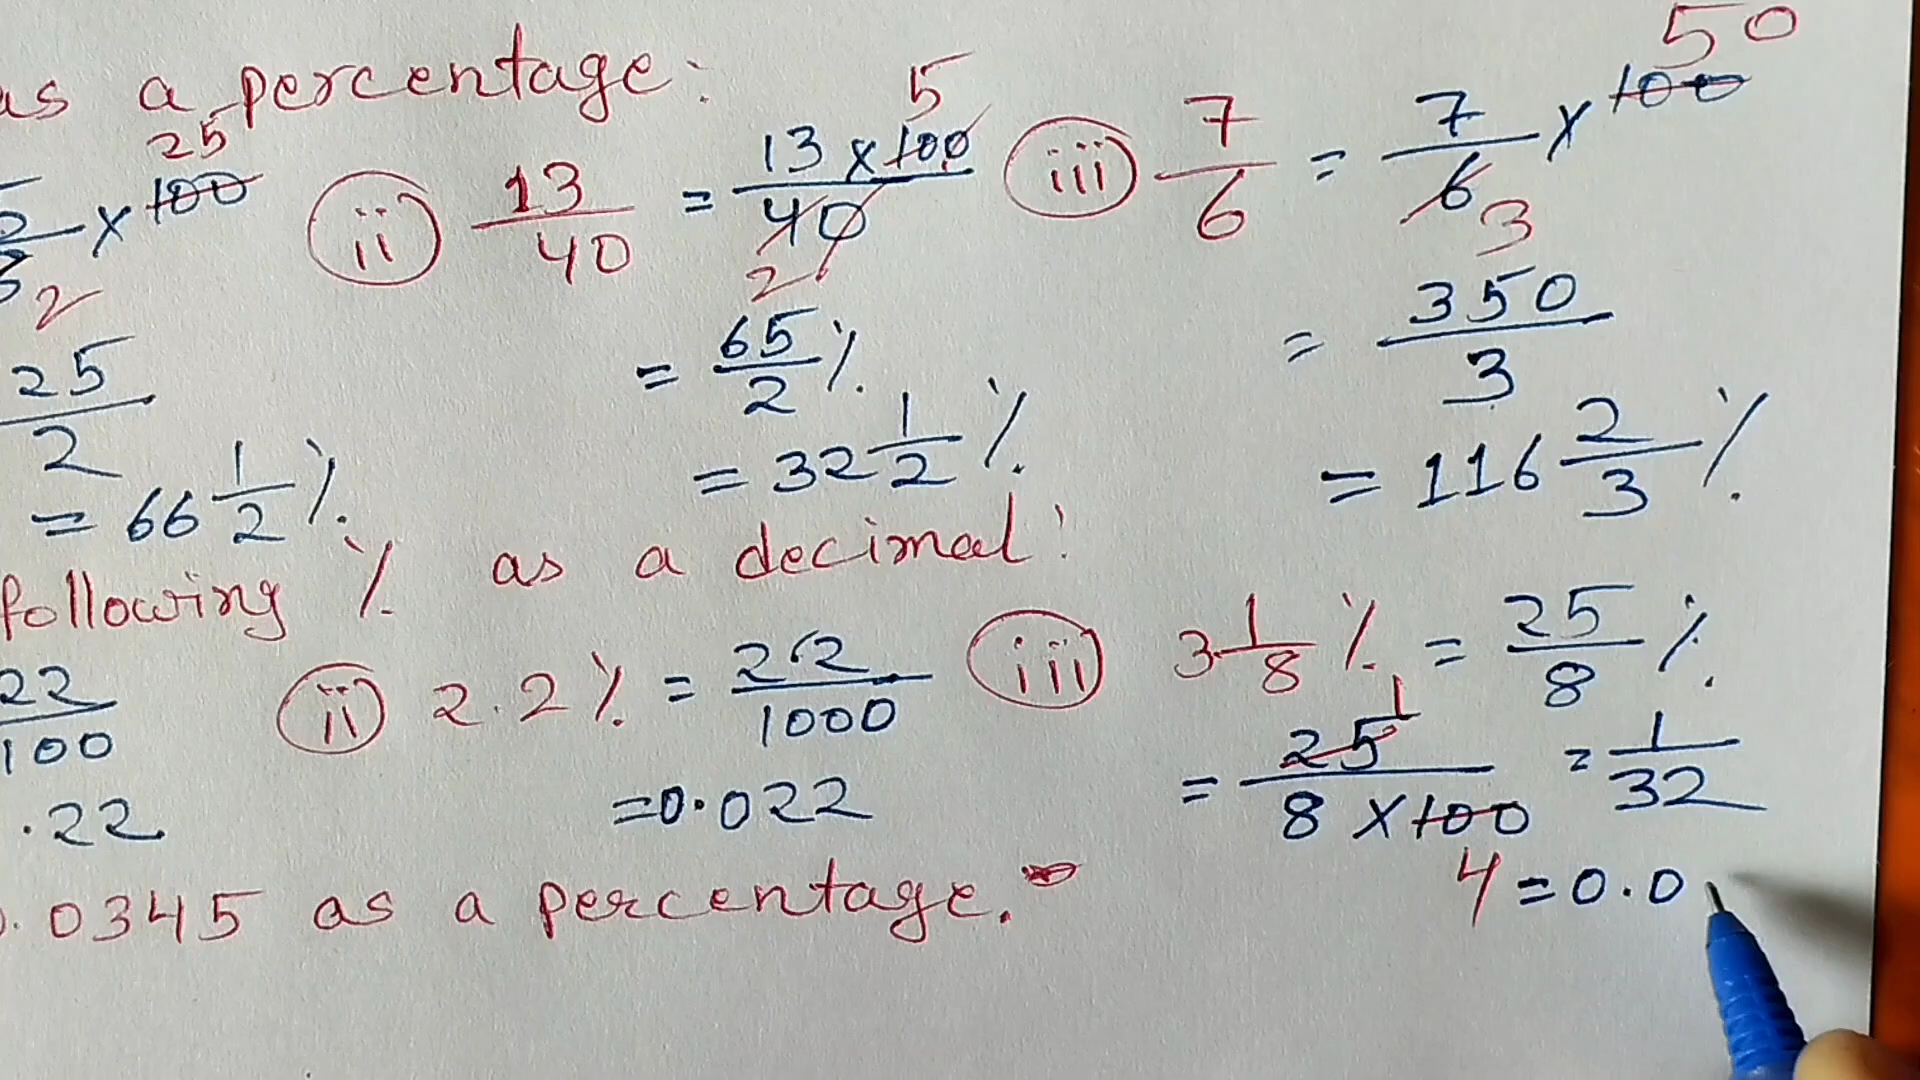 as a percentage:
25
× 100
2
25/2
= 66 1/2 %
(ii) 13/40 = 13 × 100/40
5
2
= 65/2 %
= 32 1/2 %
(iii) 7/6 = 7/6 × 100
50
3
= 350/3
= 116 2/3 %
following % as a decimal:
22/100
.22
(ii) 2.2 % = 22/1000
= 0.022
(iii) 3 1/8 % = 25/8 %
1
= 25/8 × 100 = 1/32
4 = 0.0
.0345 as a percentage.